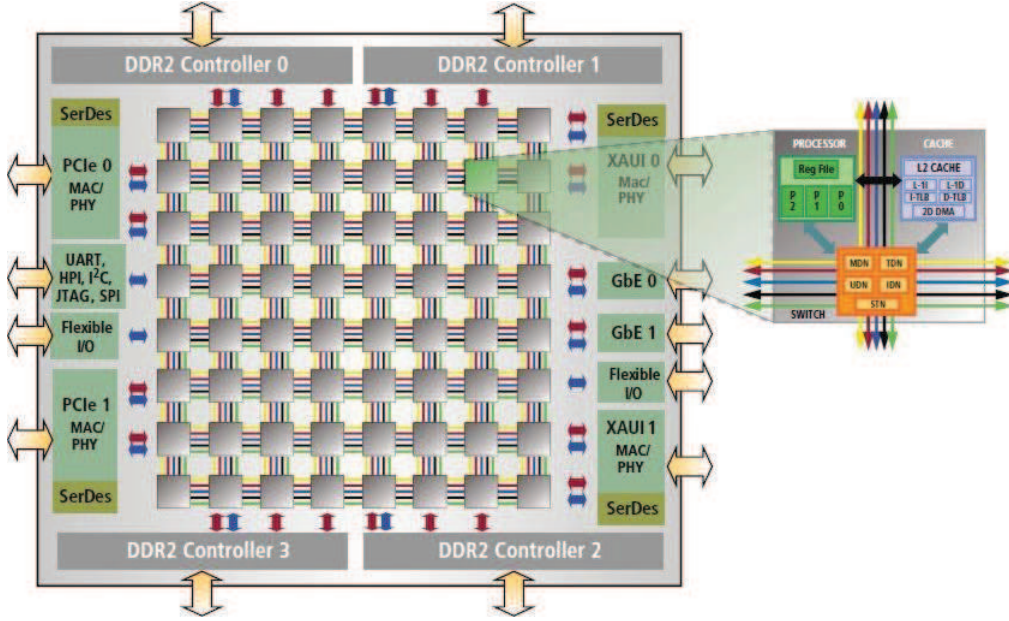 DDR2 Controller 0
DDR2 Controller 1
SerDes
PCIe 0
MAC/
PHY
UART,
HPI, I²C,
JTAG, SPI
Flexible
I/O
PCIe 1
MAC/
PHY
SerDes
SerDes
XAUI 0
Mac/
PHY
GbE 0
GbE 1
Flexible
I/O
XAUI 1
MAC/
PHY
SerDes
DDR2 Controller 3
DDR2 Controller 2
PROCESSOR
Reg File
P
2
P
1
P
0
CACHE
L2 CACHE
L-1I
L-1D
I-TLB
D-TLB
2D DMA
MDN
TDN
UDN
IDN
STN
SWITCH